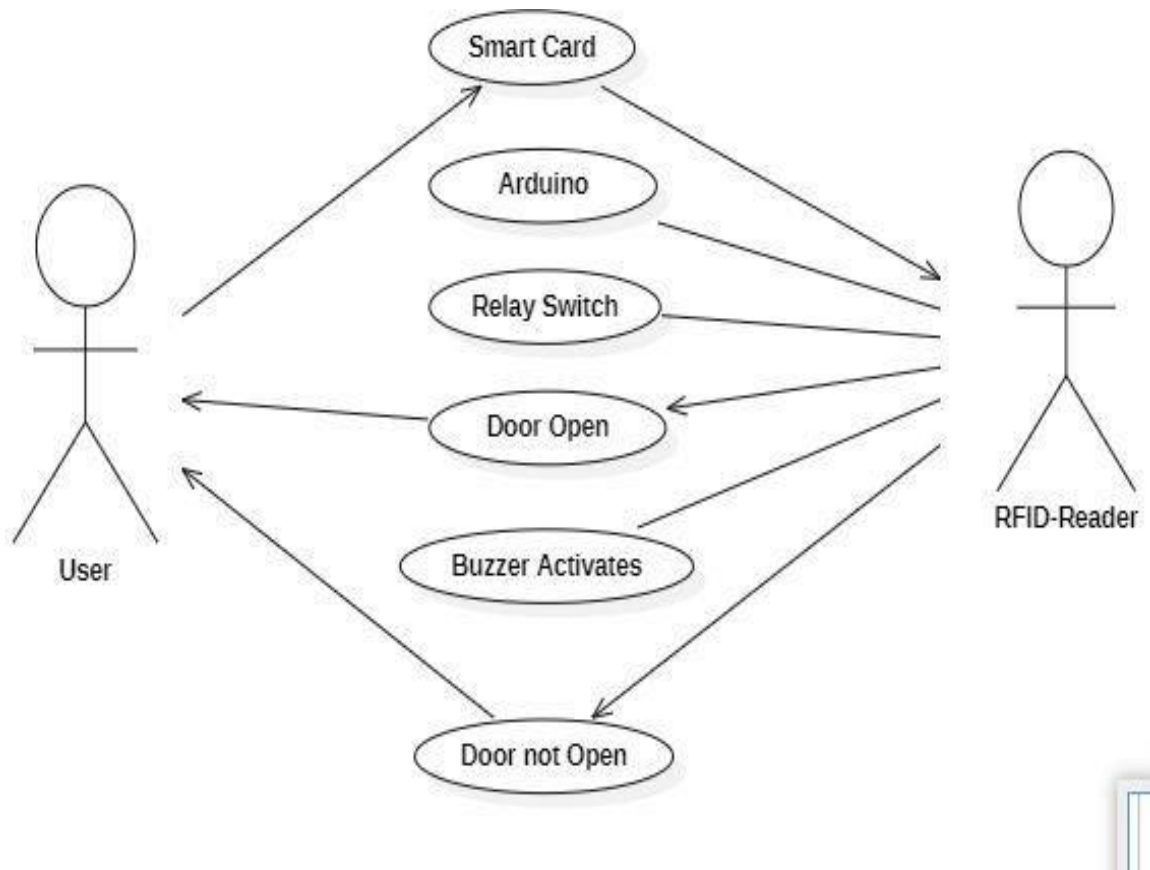 Smart Card
Arduino
Relay Switch
Door Open
Buzzer Activates
Door not Open
User
RFID-Reader